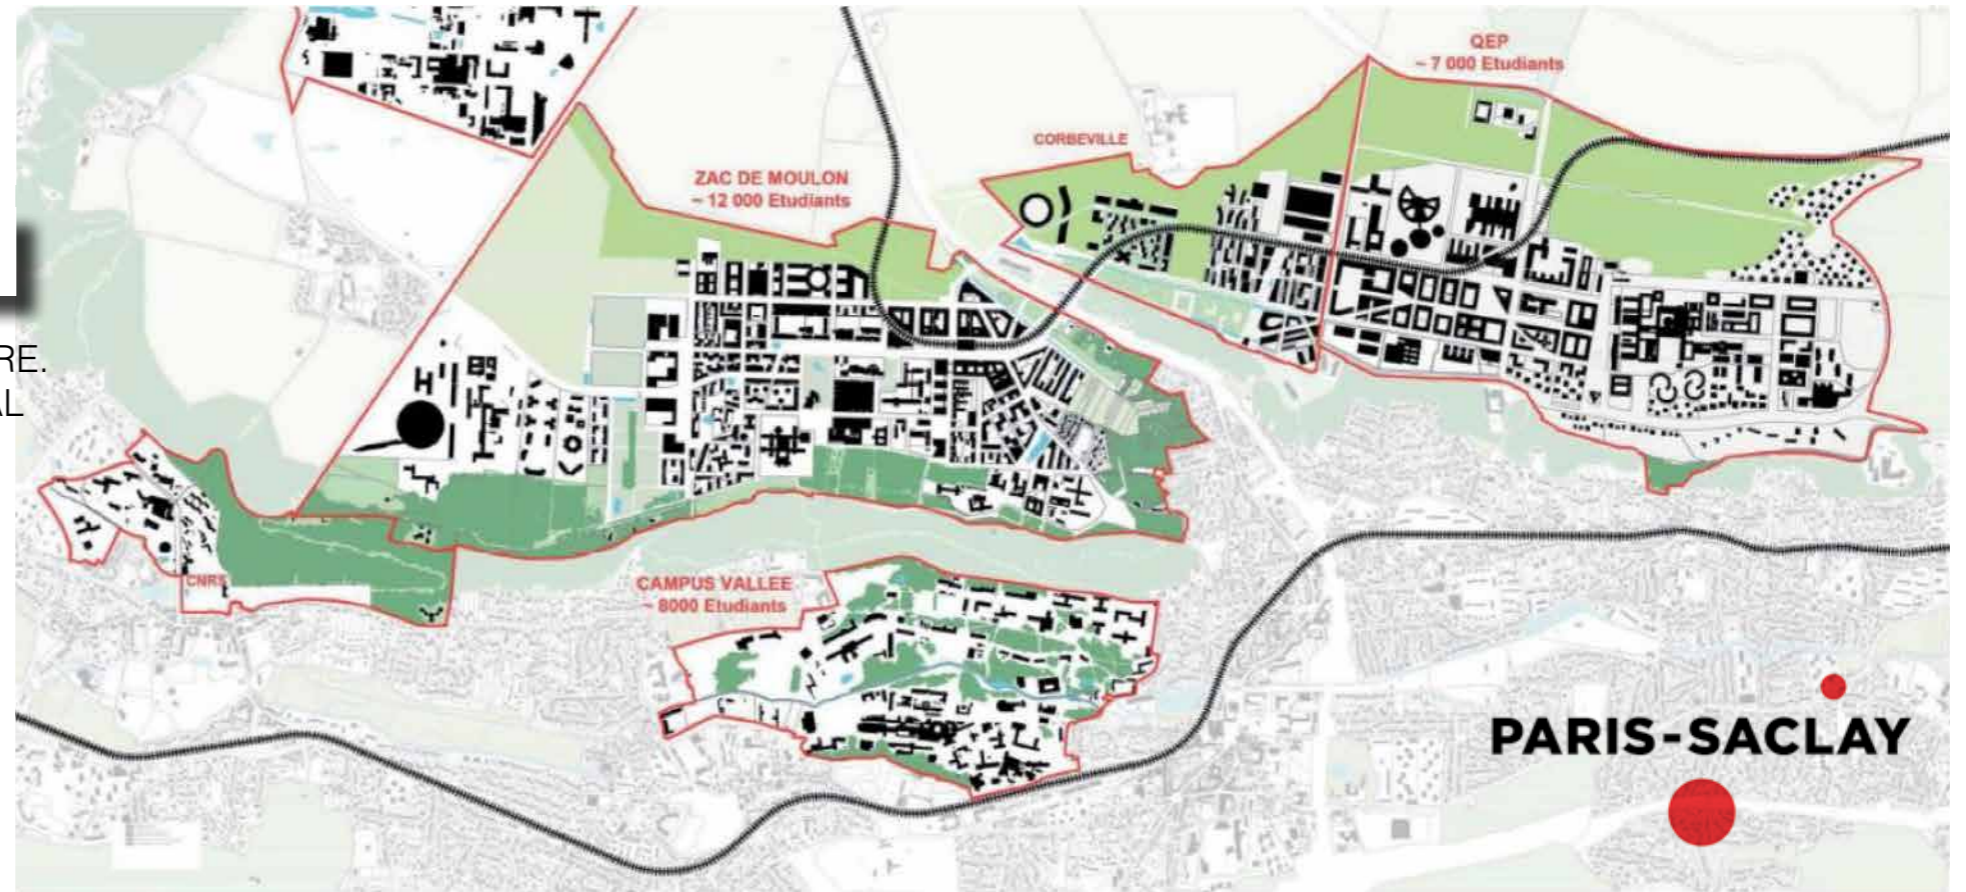 QEP
~ 7 000 Etudiants
CORBEVILLE
ZAC DE MOULON
~ 12 000 Etudiants
RE.
AL
CNRS
CAMPUS VALLEE
~ 8000 Etudiants
PARIS-SACLAY